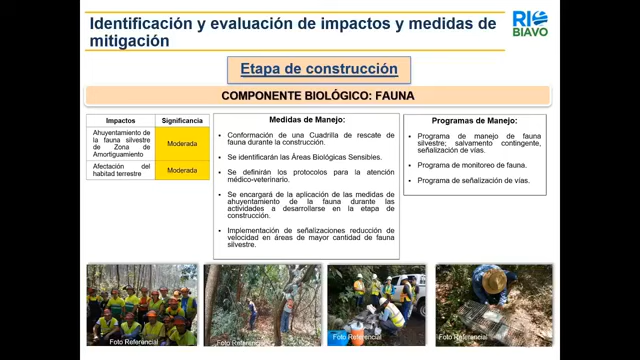 Identificación y evaluación de impactos y medidas de
mitigación
RIO
BIAVO
Etapa de construcción
COMPONENTE BIOLÓGICO: FAUNA
Impactos
Significancia
Ahuyentamiento de
la fauna silvestre
de Zona de
Amortiguamiento
Moderada
Afectación del
habitad terrestre
Moderada
Medidas de Manejo:
• Conformación de una Cuadrilla de rescate de
fauna durante la construcción.
• Se identificarán las Áreas Biológicas Sensibles.
• Se definirán los protocolos para la atención
médico-veterinario.
• Se encargará de la aplicación de las medidas de
ahuyentamiento de la fauna durante las
actividades a desarrollarse en la etapa de
construcción.
• Implementación de señalizaciones reducción de
velocidad en áreas de mayor cantidad de fauna
silvestre.
Programas de Manejo:
• Programa de manejo de fauna
silvestre; salvamento contingente,
señalización de vías.
• Programa de monitoreo de fauna.
• Programa de señalización de vías.
Foto Referencial
Foto Referencial
Foto Referencial
Foto Referencial